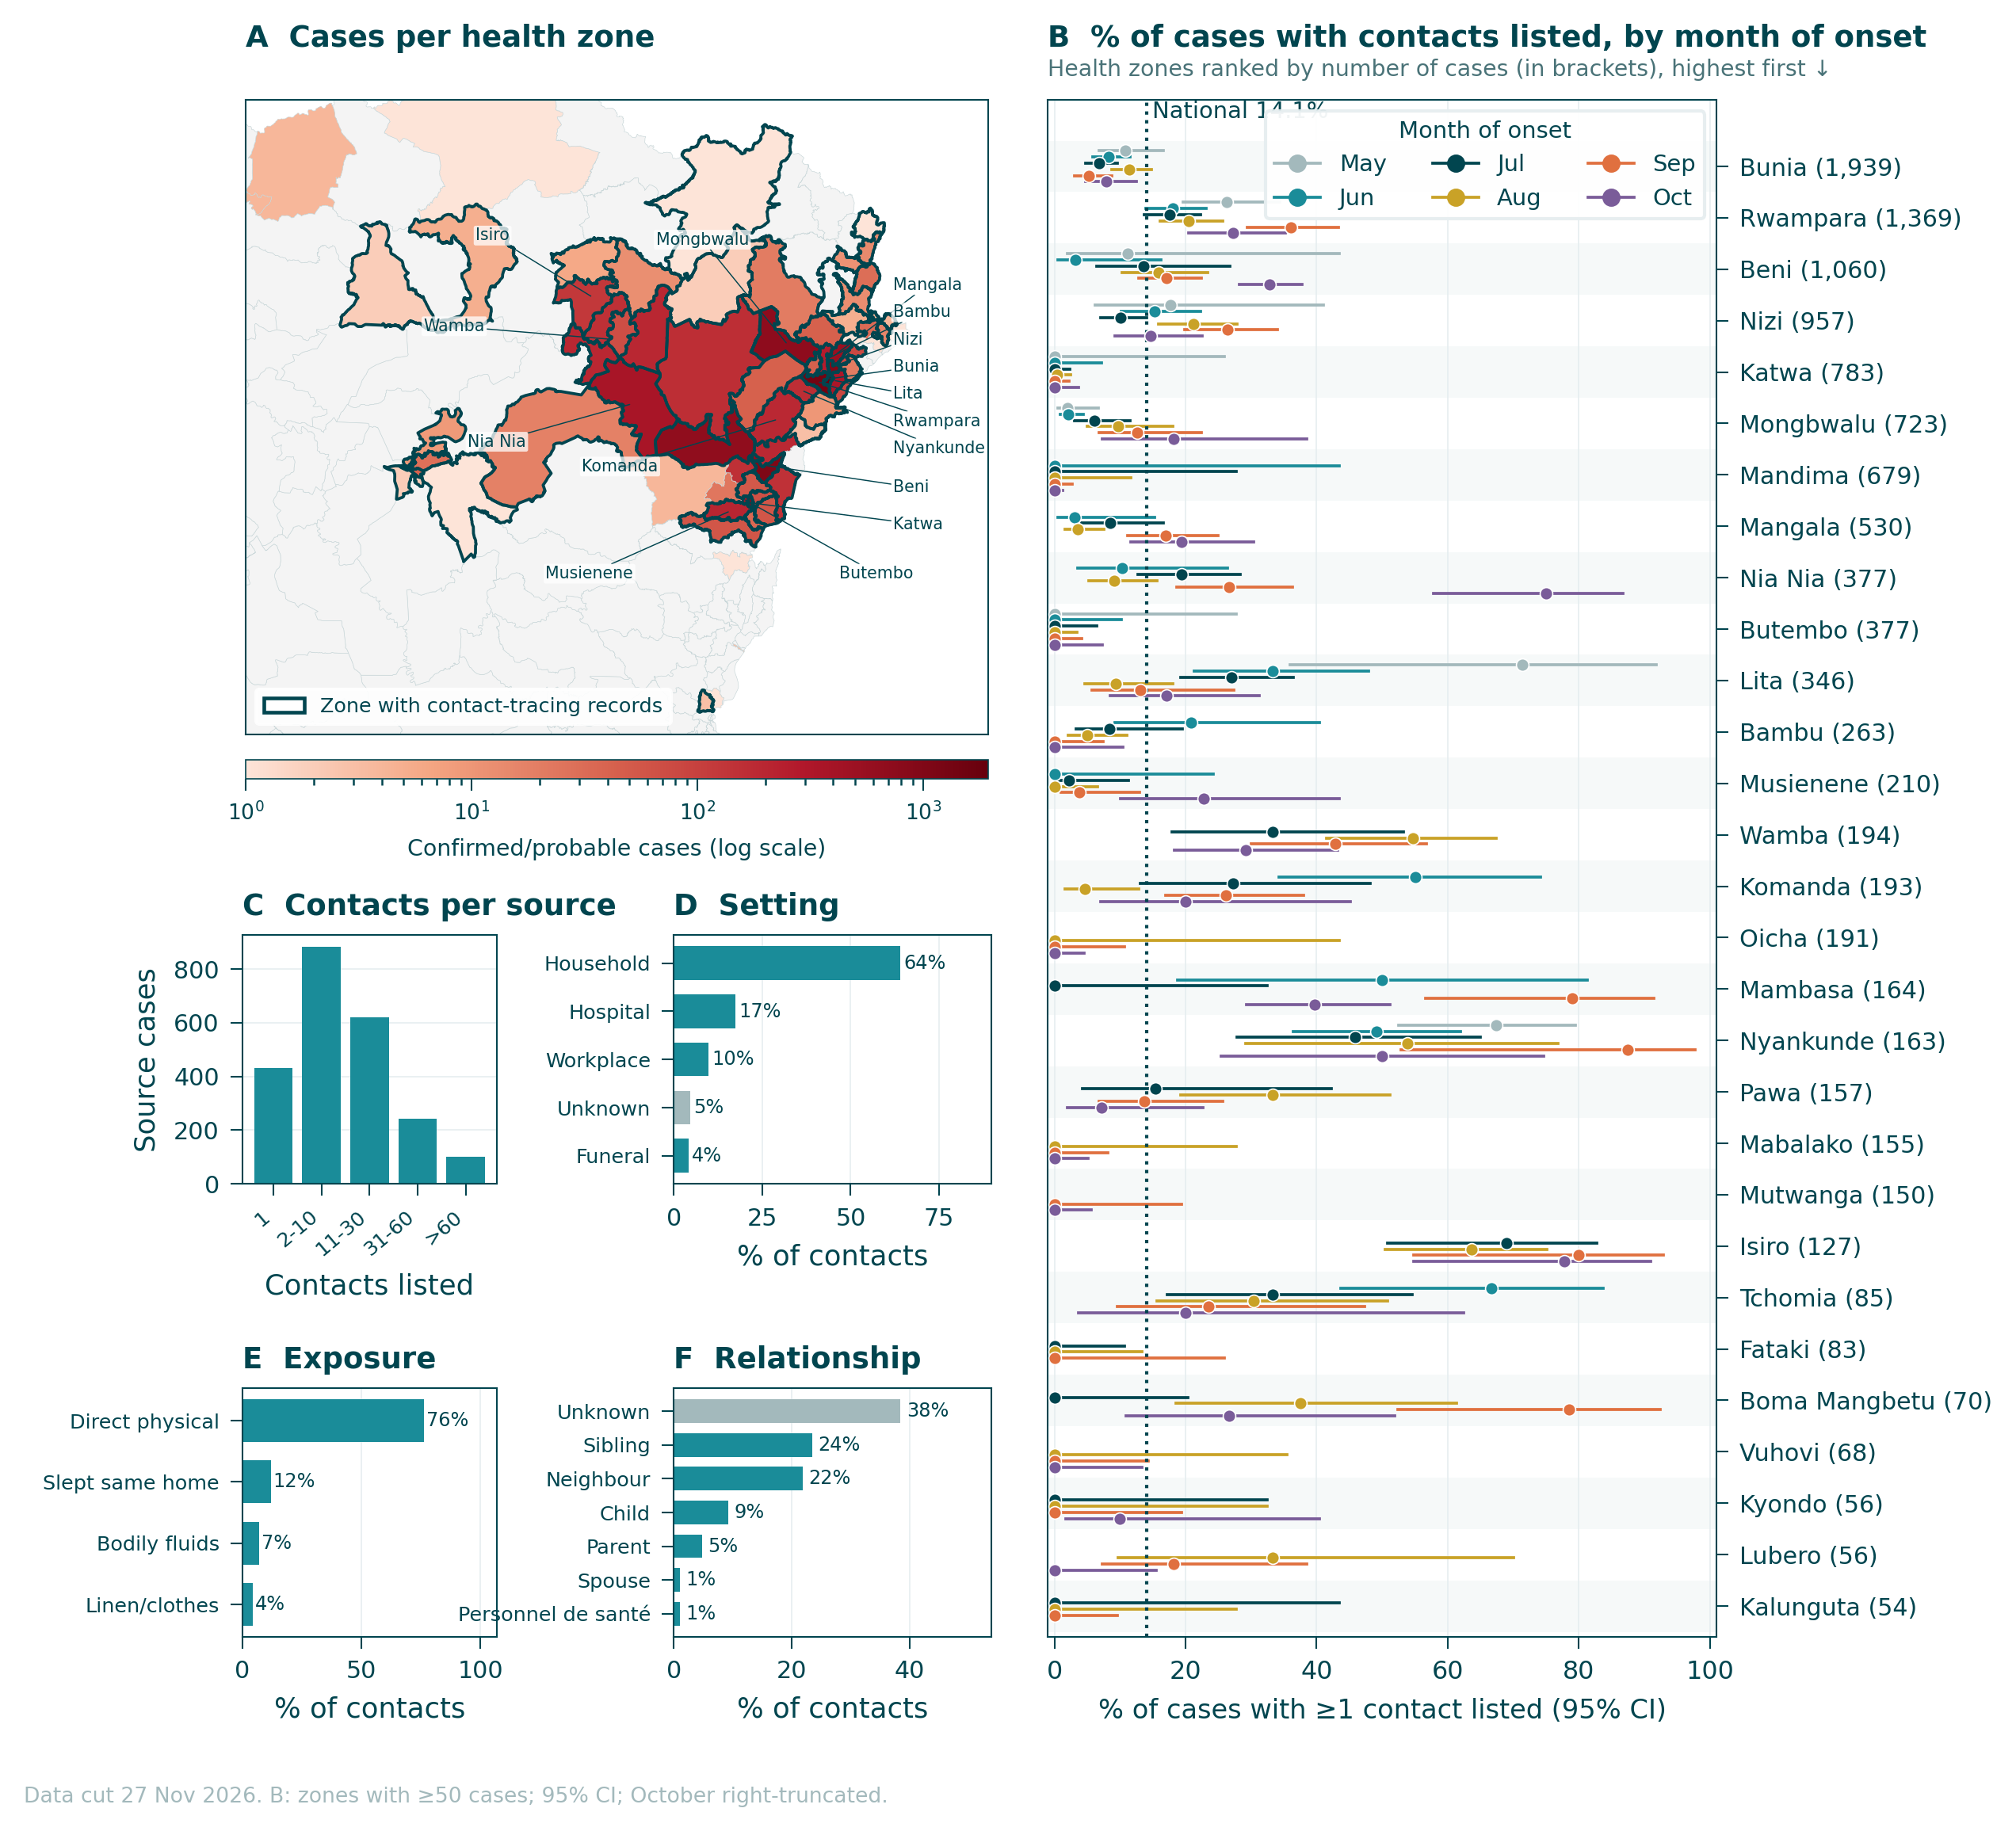 A  Cases per health zone
Isiro
Mongbwalu
Mangala
Bambu
Wamba
Nizi
Bunia
Lita
Rwampara
Nia Nia
Nyankunde
Komanda
Beni
Katwa
Musienene
Butembo
Zone with contact-tracing records
10⁰
10¹
10²
10³
Confirmed/probable cases (log scale)
B  % of cases with contacts listed, by month of onset
Health zones ranked by number of cases (in brackets), highest first ↓
National 14.1%
Month of onset
May
Jul
Sep
Jun
Aug
Oct
Bunia (1,939)
Rwampara (1,369)
Beni (1,060)
Nizi (957)
Katwa (783)
Mongbwalu (723)
Mandima (679)
Mangala (530)
Nia Nia (377)
Butembo (377)
Lita (346)
Bambu (263)
Musienene (210)
Wamba (194)
Komanda (193)
Oicha (191)
Mambasa (164)
Nyankunde (163)
Pawa (157)
Mabalako (155)
Mutwanga (150)
Isiro (127)
Tchomia (85)
Fataki (83)
Boma Mangbetu (70)
Vuhovi (68)
Kyondo (56)
Lubero (56)
Kalunguta (54)
0 20 40 60 80 100
% of cases with ≥1 contact listed (95% CI)
C  Contacts per source
Source cases
800
600
400
200
0
1 2-10 11-30 31-60 >60
Contacts listed
D  Setting
Household 64%
Hospital 17%
Workplace 10%
Unknown 5%
Funeral 4%
0 25 50 75
% of contacts
E  Exposure
Direct physical 76%
Slept same home 12%
Bodily fluids 7%
Linen/clothes 4%
0 50 100
% of contacts
F  Relationship
Unknown 38%
Sibling 24%
Neighbour 22%
Child 9%
Parent 5%
Spouse 1%
Personnel de santé 1%
0 20 40
% of contacts
Data cut 27 Nov 2026. B: zones with ≥50 cases; 95% CI; October right-truncated.